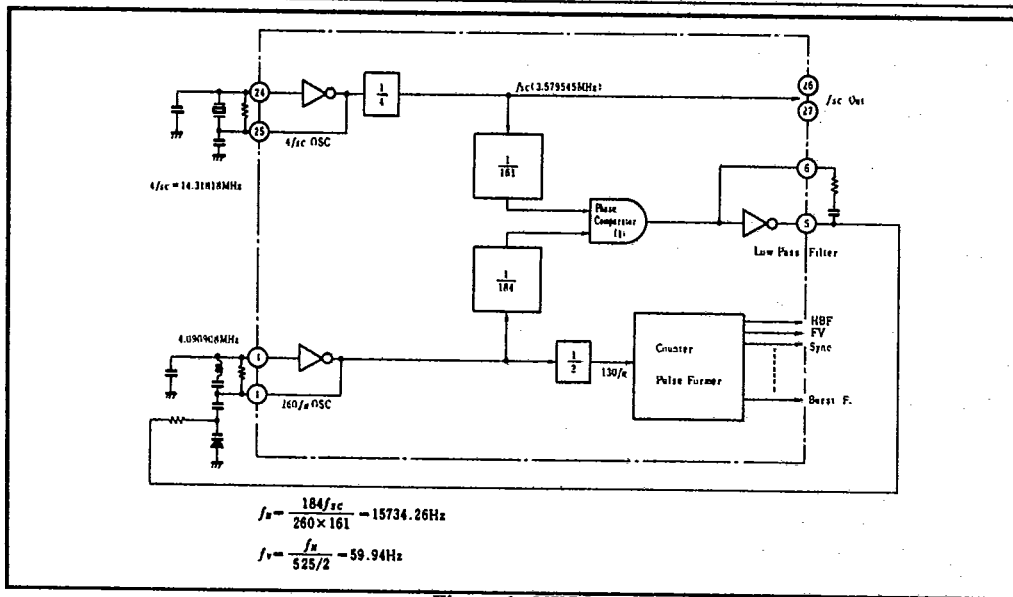 24
25
4fsc OSC
4fsc = 14.31818MHz
1/4
fsc (3.579545MHz)
26
27
fsc Out
1/161
Phase
Comparator
6
5
Low Pass Filter
1/184
4.090908MHz
1
260fH OSC
1/2
130fH
Counter
Pulse Former
HBF
FV
Sync
Burst F.
fH = 184fsc / 260×161 = 15734.26Hz
fV = fH / 525/2 = 59.94Hz